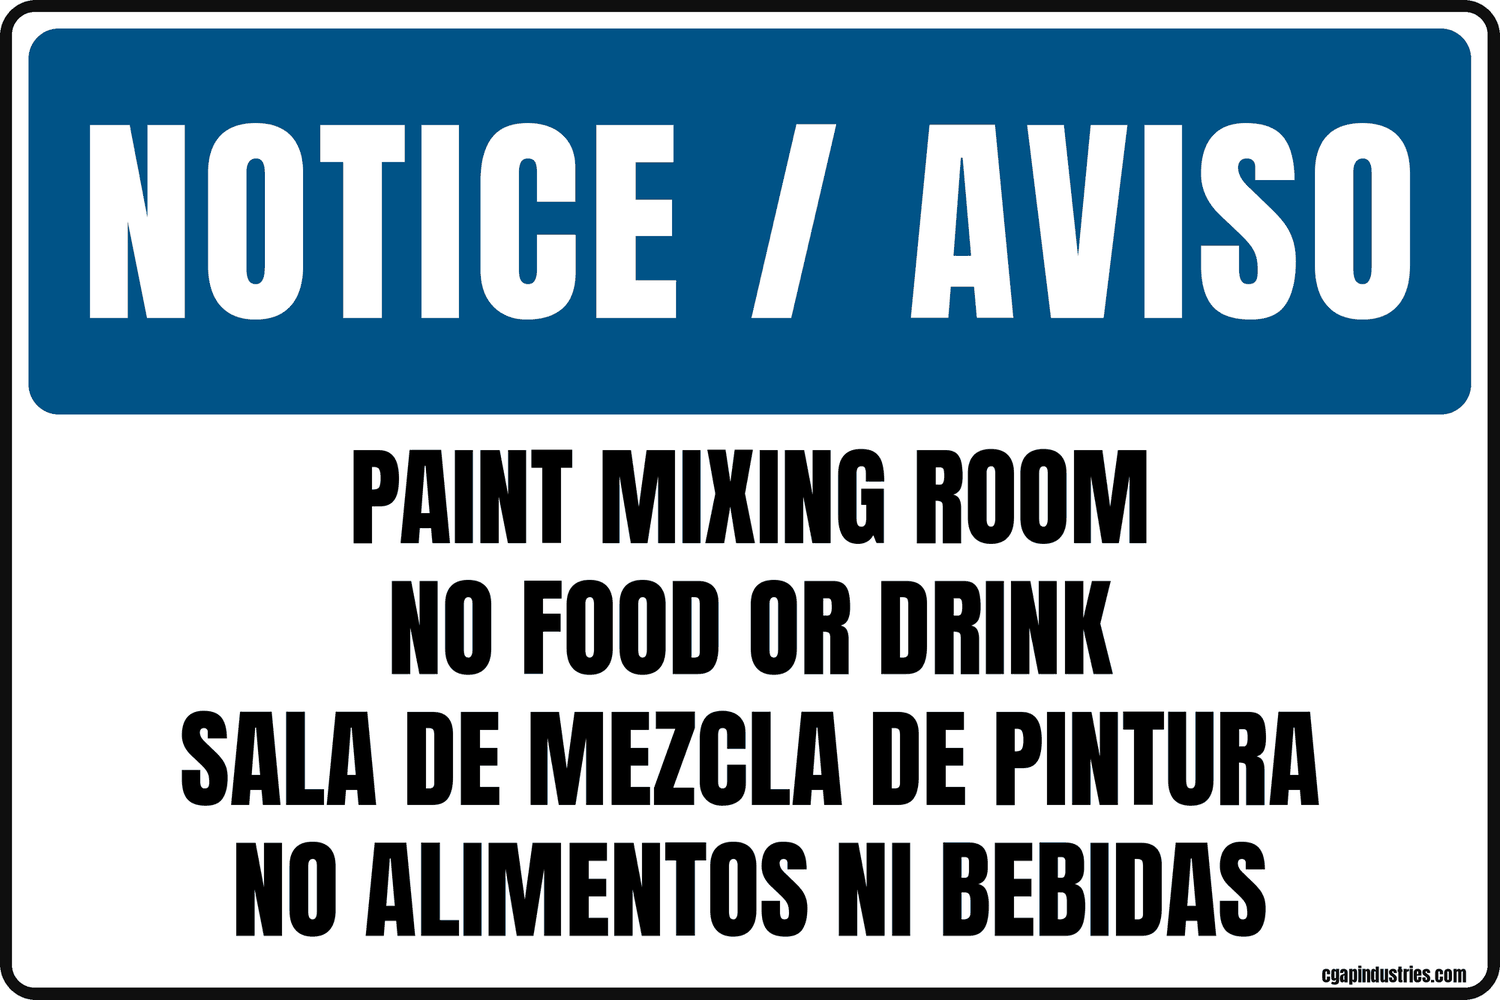 NOTICE / AVISO
PAINT MIXING ROOM
NO FOOD OR DRINK
SALA DE MEZCLA DE PINTURA
NO ALIMENTOS NI BEBIDAS
cgapindustries.com